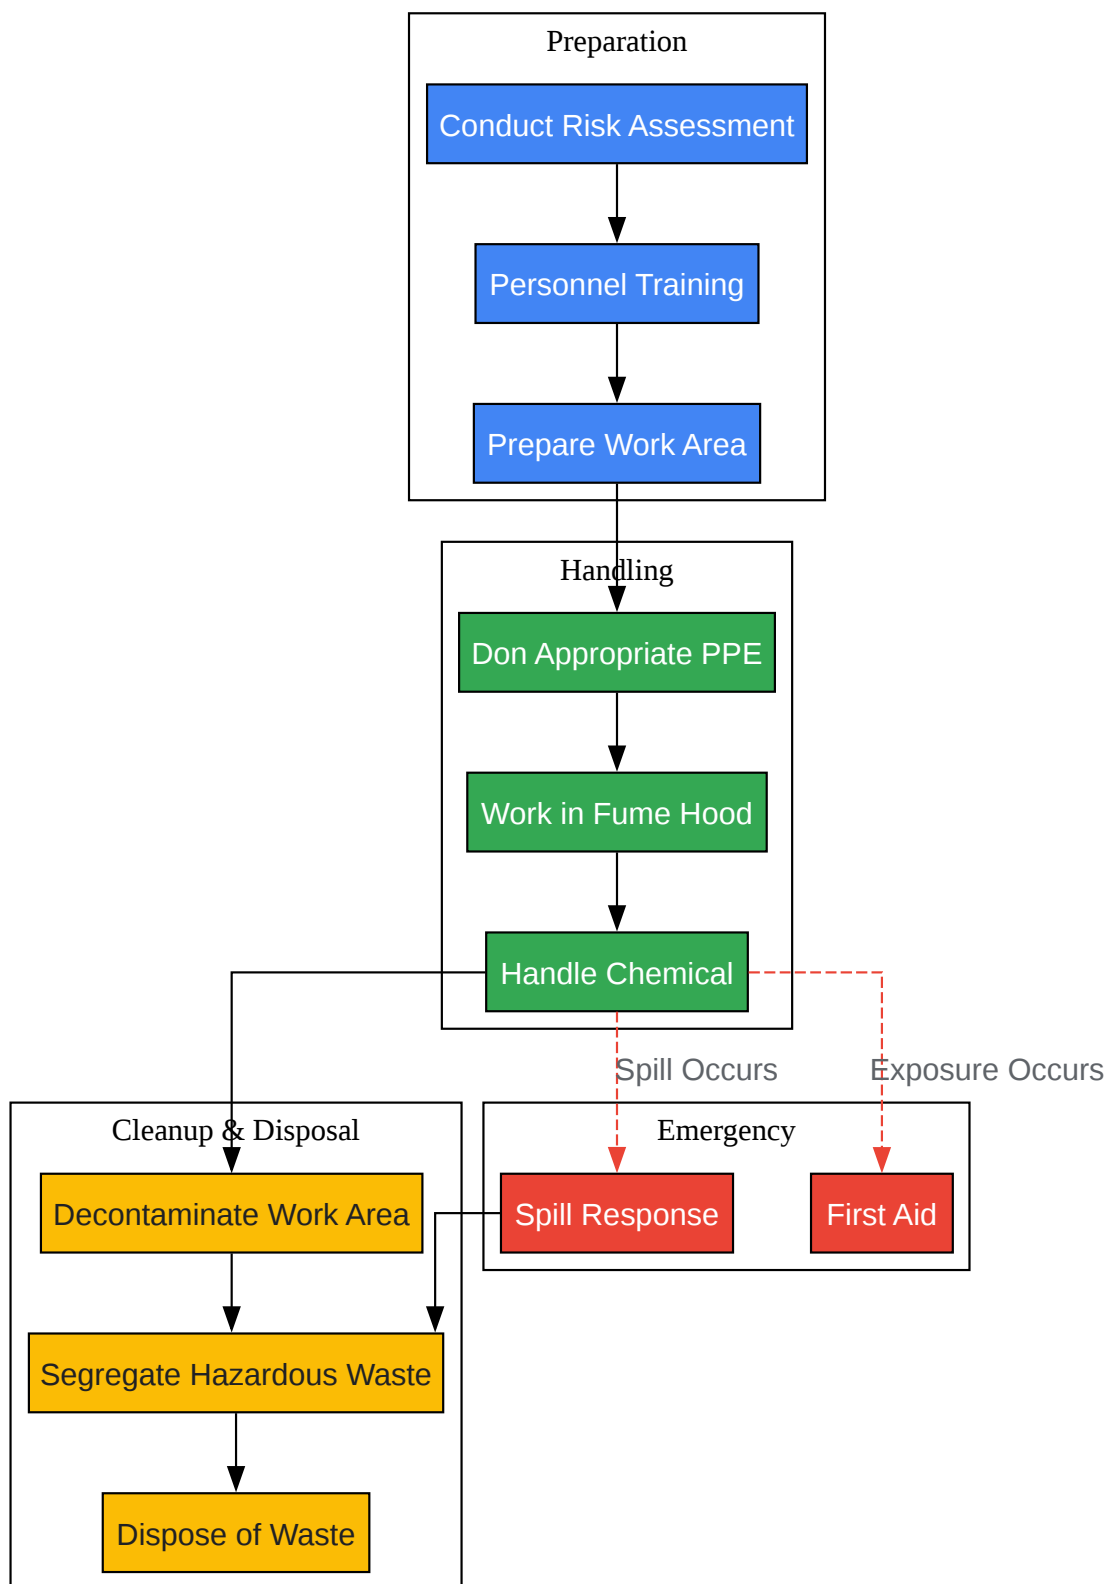 Preparation
Conduct Risk Assessment
Personnel Training
Prepare Work Area
Handling
Don Appropriate PPE
Work in Fume Hood
Handle Chemical
Spill Occurs
Exposure Occurs
Cleanup & Disposal
Emergency
Decontaminate Work Area
Spill Response
First Aid
Segregate Hazardous Waste
Dispose of Waste